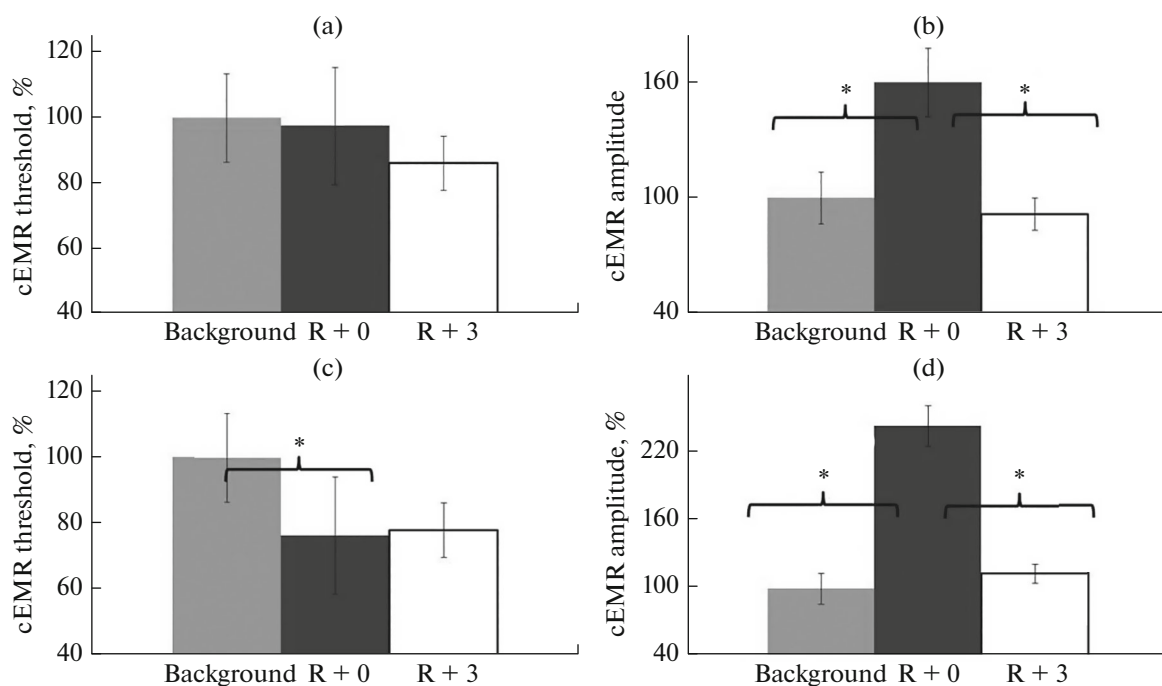 (a)
cEMR threshold, %
120
100
80
60
40
Background R + 0 R + 3
(b)
cEMR amplitude
160
100
40
* *
Background R + 0 R + 3
(c)
cEMR threshold, %
120
100
80
60
40
*
Background R + 0 R + 3
(d)
cEMR amplitude, %
220
160
100
40
* *
Background R + 0 R + 3